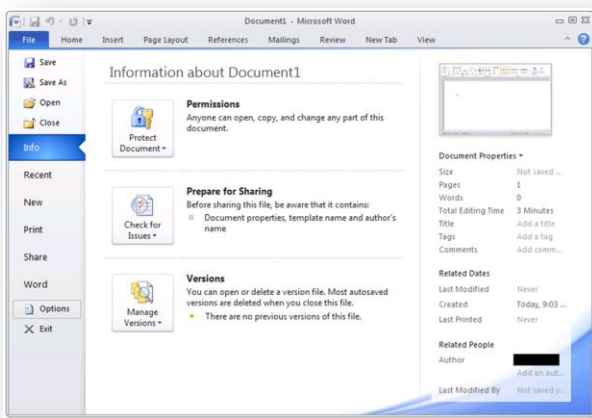 Document1 - Microsoft Word
File Home Insert Page Layout References Mailings Review New Tab View
Save
Save As
Open
Close
Info
Recent
New
Print
Share
Word
Options
Exit
Information about Document1
Protect
Document
Permissions
Anyone can open, copy, and change any part of this
document.
Check for
Issues
Prepare for Sharing
Before sharing this file, be aware that it contains:
Document properties, template name and author's
name
Manage
Versions
Versions
You can open or delete a version file. Most autosaved
versions are deleted when you close this file.
There are no previous versions of this file.
Document Properties
Size Not saved ...
Pages 1
Words 0
Total Editing Time 3 Minutes
Title Add a title
Tags Add a tag
Comments Add comm...
Related Dates
Last Modified Never
Created Today, 9:03 ...
Last Printed Never
Related People
Author
Add an aut...
Last Modified By Not saved y...